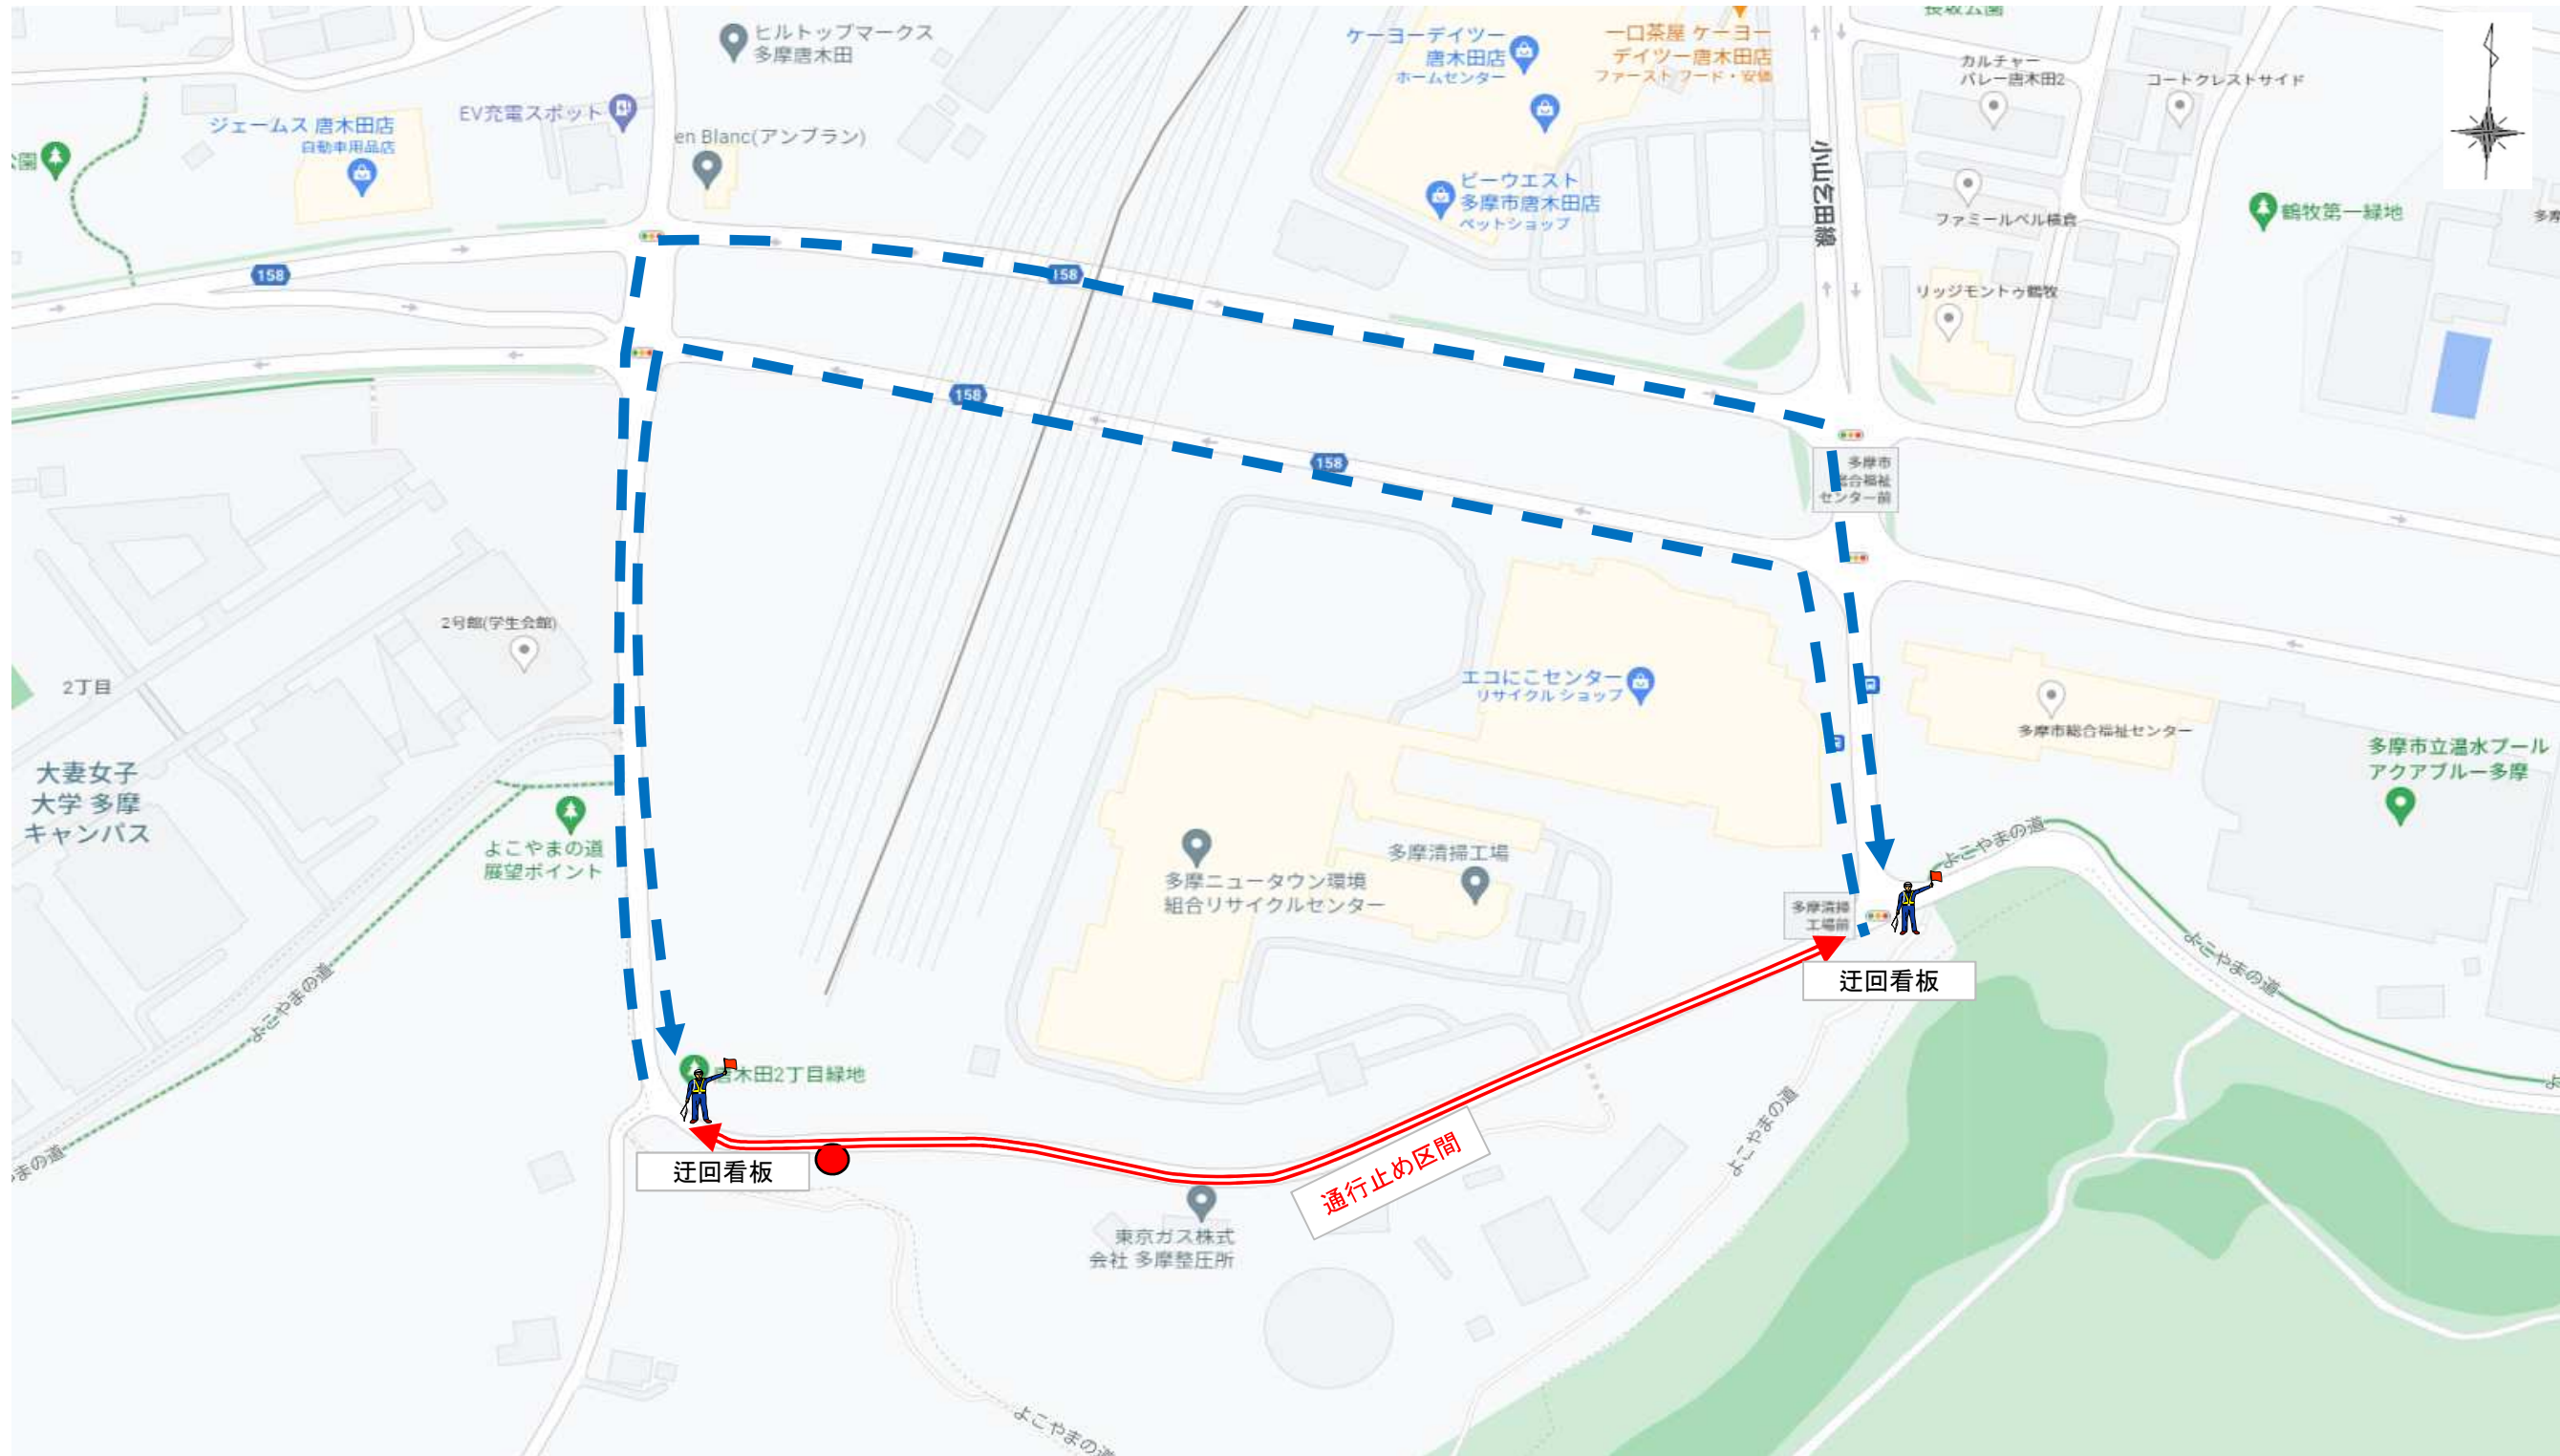 ヒルトップマークス
多摩唐木田
ケーヨーデイツー
唐木田店
ホームセンター
一口茶屋 ケーヨー
デイツー唐木田店
ファースト フード・安価
長坂公園
カルチャー
バレー唐木田2
コートクレストサイド
EV充電スポット
ジェームス 唐木田店
自動車用品店
en Blanc(アンブラン)
園
小山乞田線
ビーウエスト
多摩市唐木田店
ペットショップ
ファミールベル横倉
鶴牧第一緑地
多摩
158
158
リッジモントゥ鶴牧
158
158
多摩市
総合福祉
センター前
2号館(学生会館)
2丁目
エコにこセンター
リサイクル ショップ
多摩市総合福祉センター
多摩市立温水プール
アクアブルー多摩
大妻女子
大学 多摩
キャンパス
よこやまの道
展望ポイント
多摩清掃工場
多摩ニュータウン環境
組合リサイクルセンター
よこやまの道
多摩清掃
工場前
よこやまの道
よこやまの道
迂回看板
唐木田2丁目緑地
迂回看板
通行止め区間
よこやまの道
まの道
東京ガス株式
会社 多摩整圧所
よこやまの道